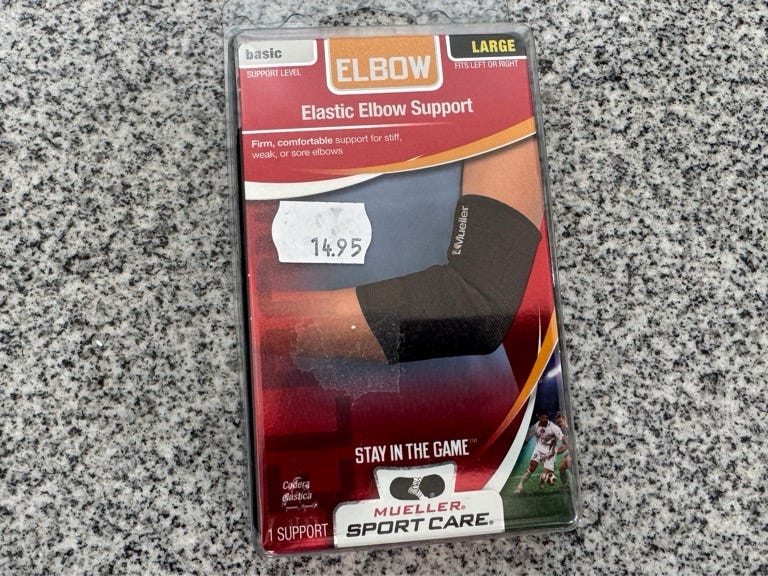 basic
SUPPORT LEVEL
ELBOW
LARGE
FITS LEFT OR RIGHT
Elastic Elbow Support
Firm, comfortable support for stiff,
weak, or sore elbows
14.95
Mueller
STAY IN THE GAME™
Codera
elástica
1 SUPPORT
MUELLER®
SPORT CARE®